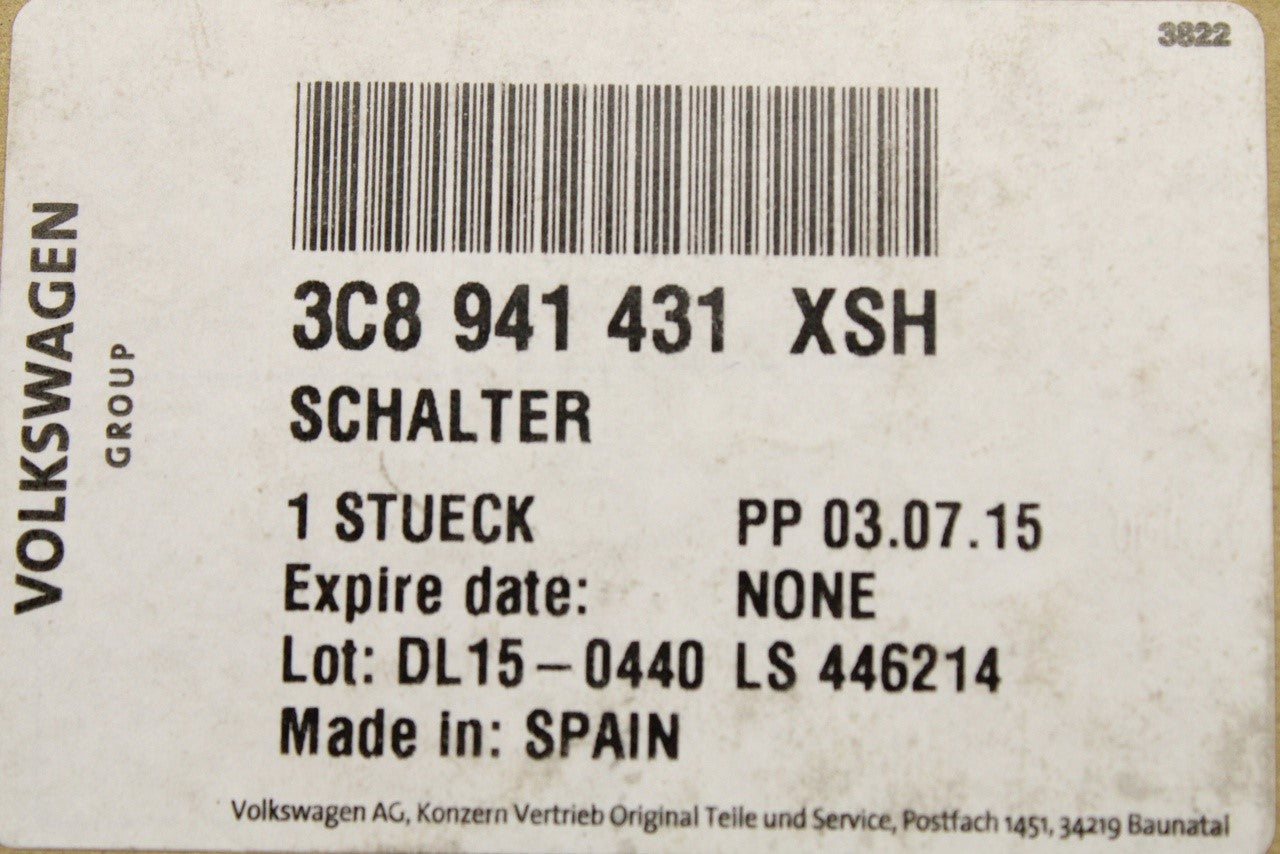 3822
VOLKSWAGEN
GROUP
3C8 941 431 XSH
SCHALTER
1 STUECK PP 03.07.15
Expire date: NONE
Lot: DL15-0440 LS 446214
Made in: SPAIN
Volkswagen AG, Konzern Vertrieb Original Teile und Service, Postfach 1451, 34219 Baunatal